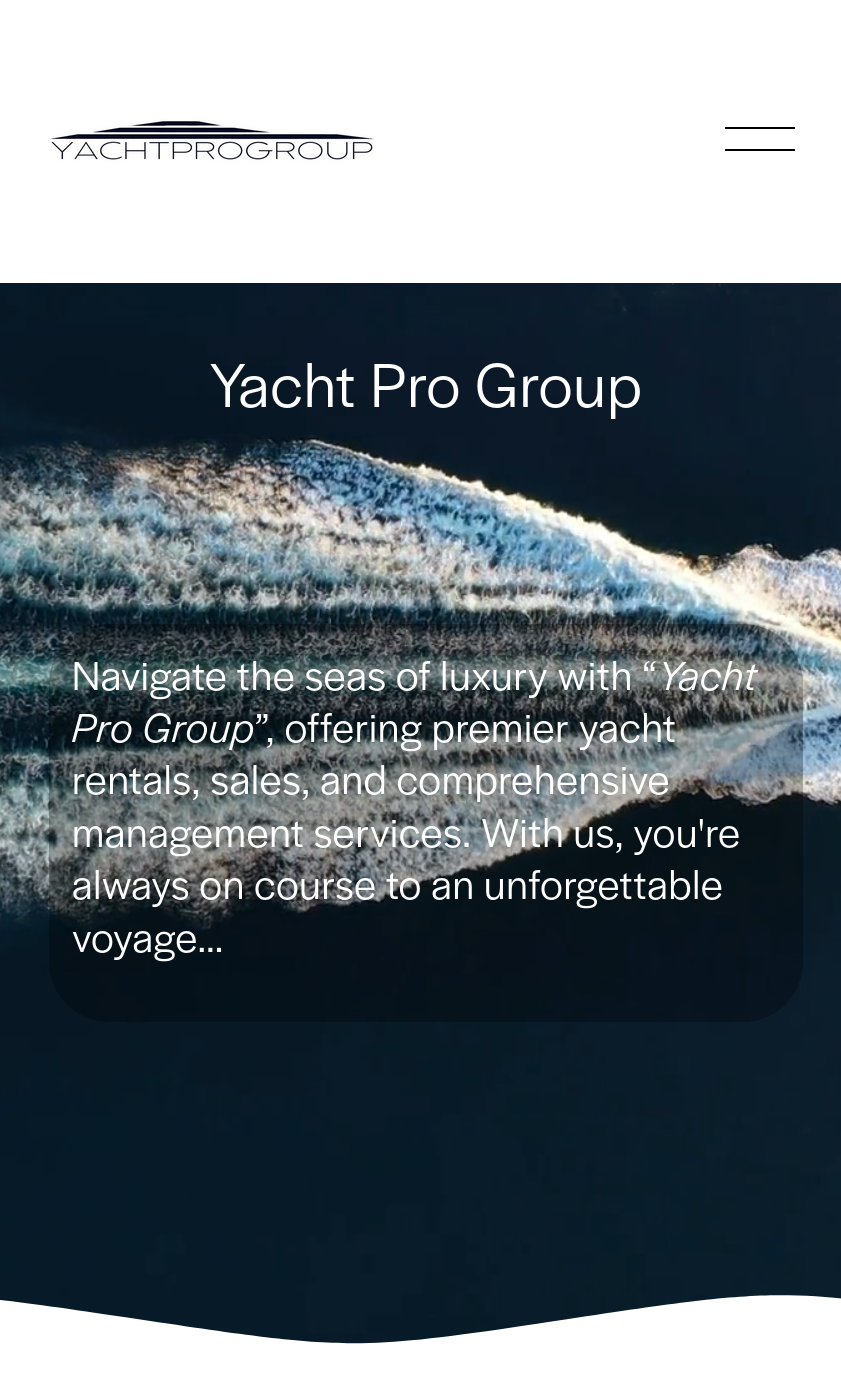 YACHTPROGROUP
Yacht Pro Group
Navigate the seas of luxury with “Yacht
Pro Group”, offering premier yacht
rentals, sales, and comprehensive
management services. With us, you're
always on course to an unforgettable
voyage...